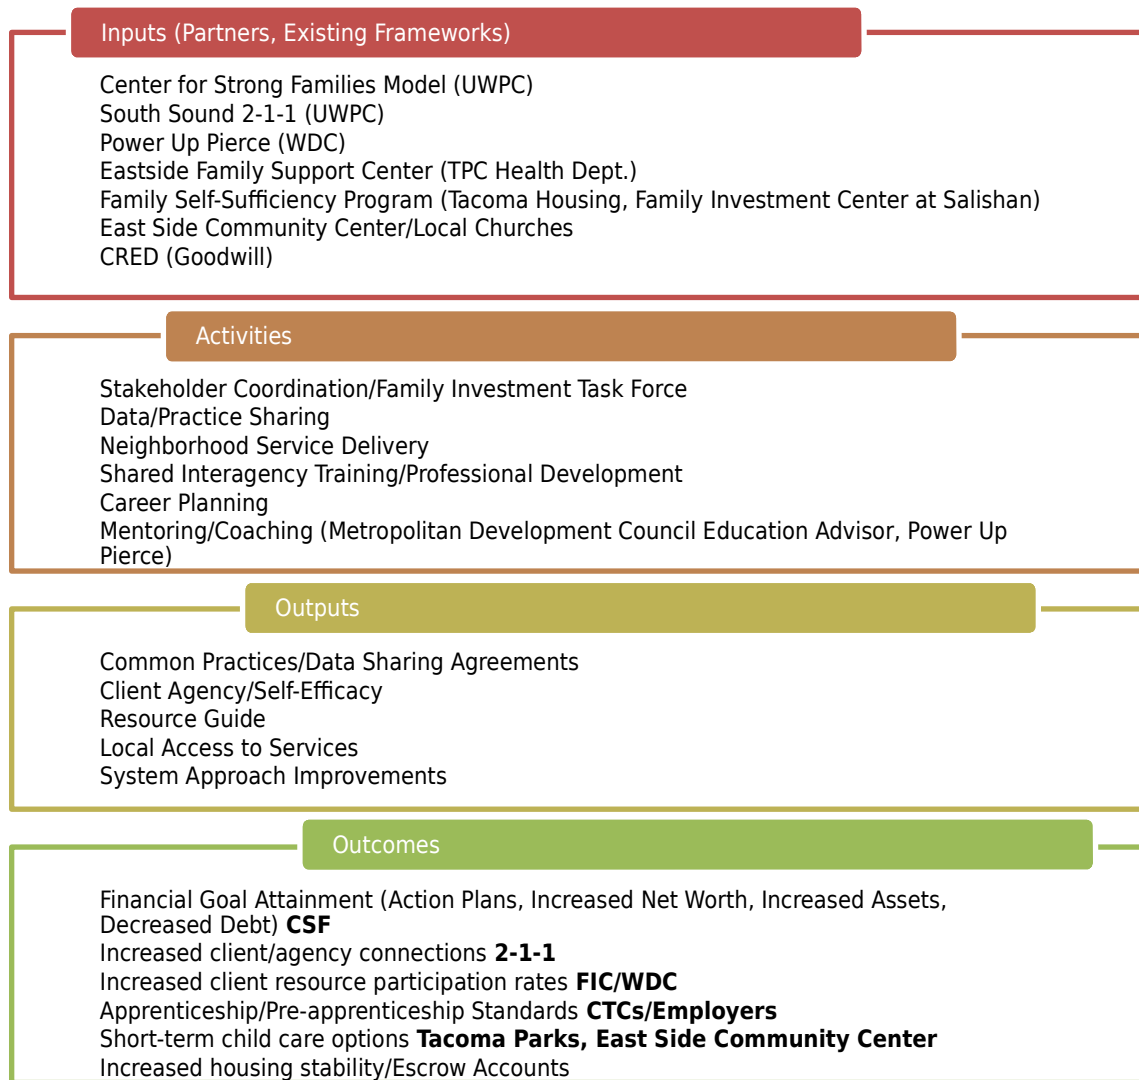 Inputs (Partners, Existing Frameworks)
Center for Strong Families Model (UWPC)
South Sound 2-1-1 (UWPC)
Power Up Pierce (WDC)
Eastside Family Support Center (TPC Health Dept.)
Family Self-Sufficiency Program (Tacoma Housing, Family Investment Center at Salishan)
East Side Community Center/Local Churches
CRED (Goodwill)
Activities
Stakeholder Coordination/Family Investment Task Force
Data/Practice Sharing
Neighborhood Service Delivery
Shared Interagency Training/Professional Development
Career Planning
Mentoring/Coaching (Metropolitan Development Council Education Advisor, Power Up
Pierce)
Outputs
Common Practices/Data Sharing Agreements
Client Agency/Self-Efficacy
Resource Guide
Local Access to Services
System Approach Improvements
Outcomes
Financial Goal Attainment (Action Plans, Increased Net Worth, Increased Assets,
Decreased Debt) CSF
Increased client/agency connections 2-1-1
Increased client resource participation rates FIC/WDC
Apprenticeship/Pre-apprenticeship Standards CTCs/Employers
Short-term child care options Tacoma Parks, East Side Community Center
Increased housing stability/Escrow Accounts